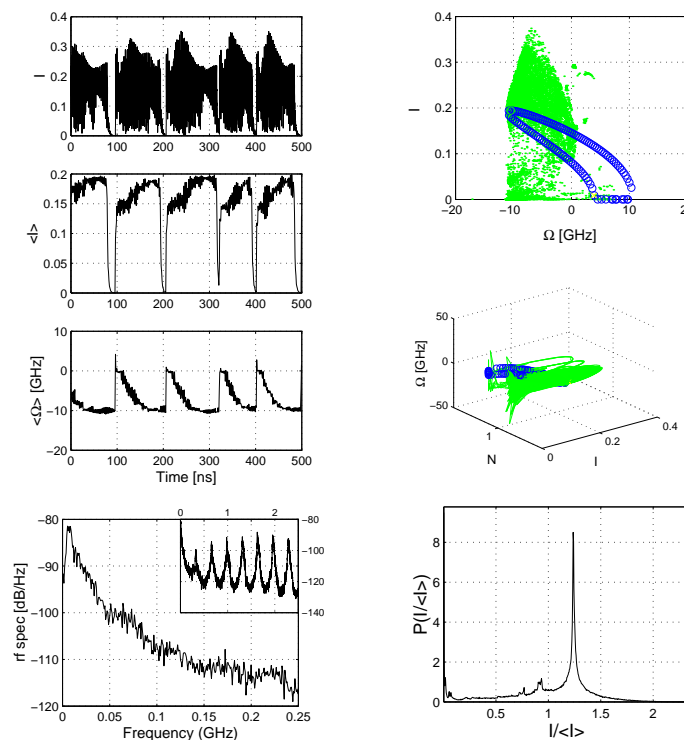 0.4
0.3
0.2
0.1
0
I
0 100 200 300 400 500
0.2
0.15
0.1
0.05
0
<I>
0 100 200 300 400 500
10
0
−10
−20
<Ω> [GHz]
0 100 200 300 400 500
Time [ns]
−80
−90
−100
−110
−120
rf spec [dB/Hz]
0 0.05 0.1 0.15 0.2 0.25
Frequency (GHz)
0 1 2
−80
−100
−120
−140
0.4
0.3
0.2
0.1
0
I
−20 −10 0 10
Ω [GHz]
50
0
−50
Ω [GHz]
1
N
0
0.2
0.4
I
8
6
4
2
0
P(I/<I>)
0.5 1 1.5 2
I/<I>